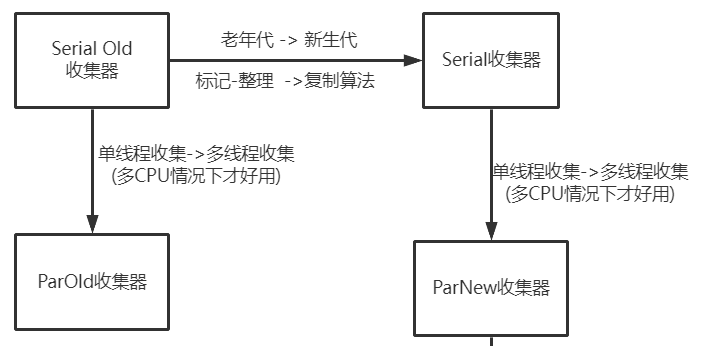 Serial Old
收集器
老年代 -> 新生代
标记-整理 ->复制算法
Serial收集器
单线程收集->多线程收集
(多CPU情况下才好用)
单线程收集->多线程收集
(多CPU情况下才好用)
ParOld收集器
ParNew收集器